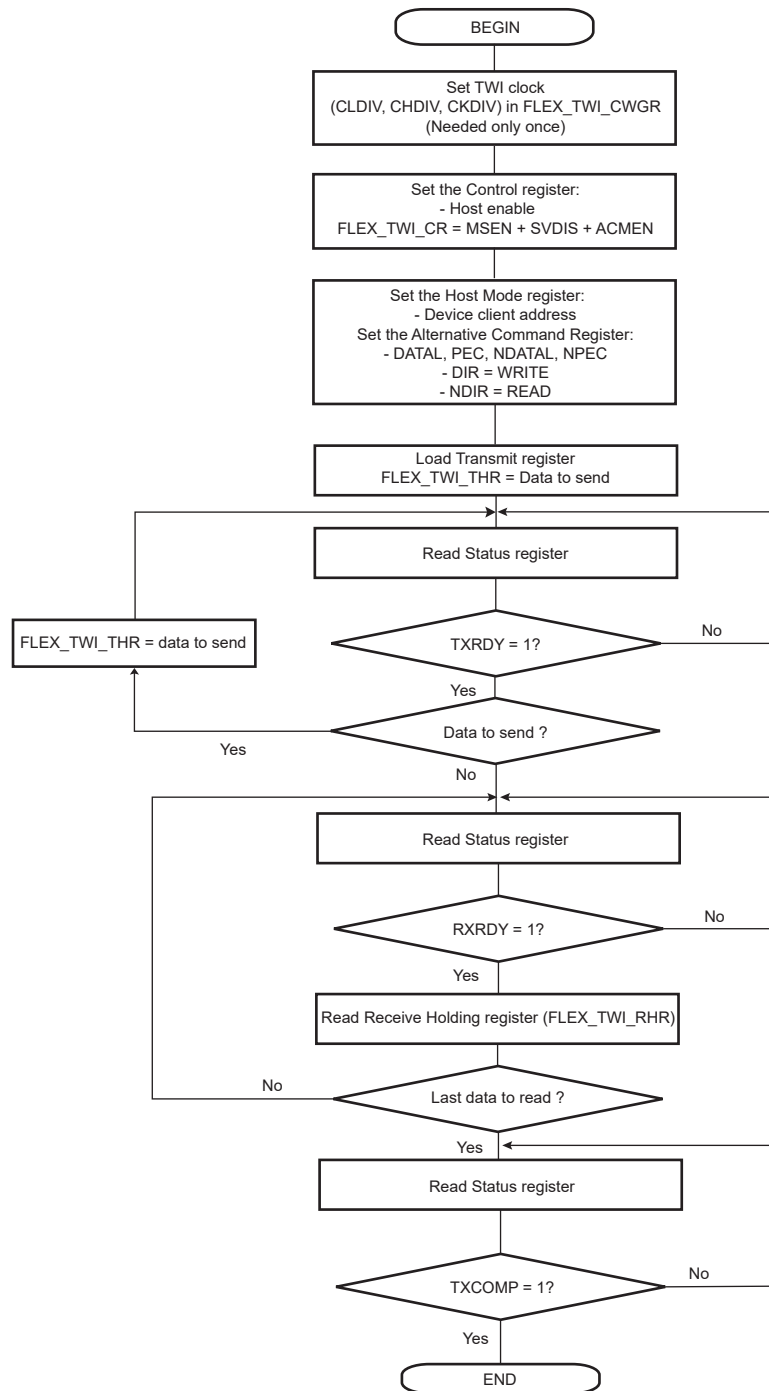 BEGIN
Set TWI clock
(CLDIV, CHDIV, CKDIV) in FLEX_TWI_CWGR
(Needed only once)
Set the Control register:
- Host enable
FLEX_TWI_CR = MSEN + SVDIS + ACMEN
Set the Host Mode register:
- Device client address
Set the Alternative Command Register:
- DATAL, PEC, NDATAL, NPEC
- DIR = WRITE
- NDIR = READ
Load Transmit register
FLEX_TWI_THR = Data to send
Read Status register
FLEX_TWI_THR = data to send
TXRDY = 1?
No
Yes
Data to send ?
Yes
No
Read Status register
RXRDY = 1?
No
Yes
Read Receive Holding register (FLEX_TWI_RHR)
No
Last data to read ?
Yes
Read Status register
TXCOMP = 1?
No
Yes
END